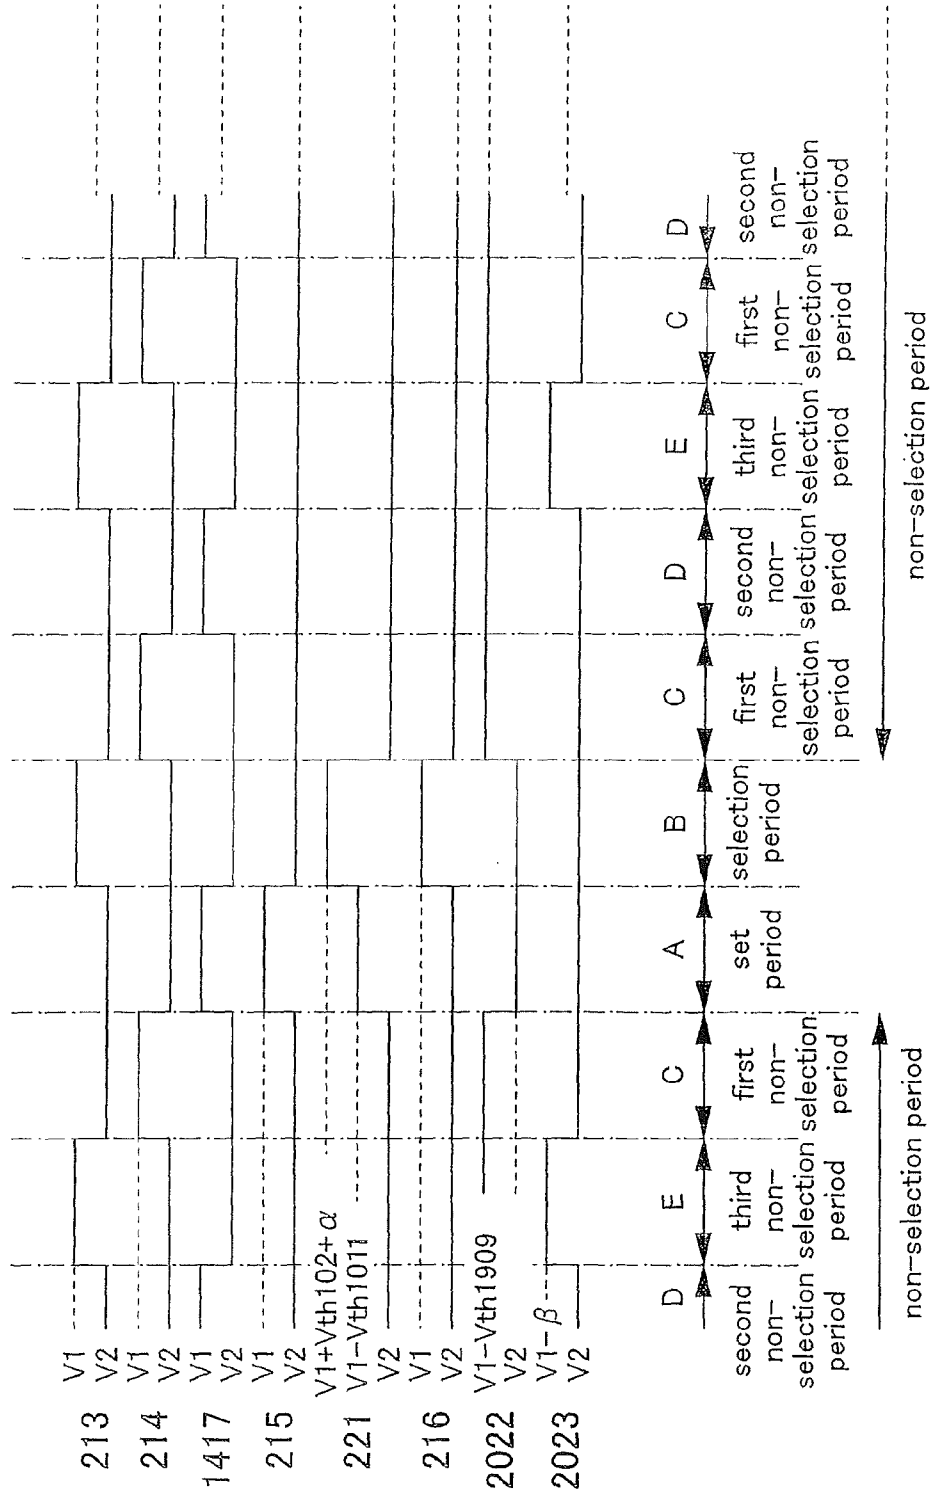 213
V1
V2
214
V1
V2
1417
V1
V2
215
V1
V2
221
V1+Vth102+α
V1-Vth1011
V2
216
V1
V2
2022
V1-Vth1909
V2
2023
V1-β
V2
D E C A B C D E C D
second non-selection period
third non-selection period
first non-selection period
set period
selection period
first non-selection period
second non-selection period
third non-selection period
first non-selection period
second non-selection period
non-selection period
non-selection period